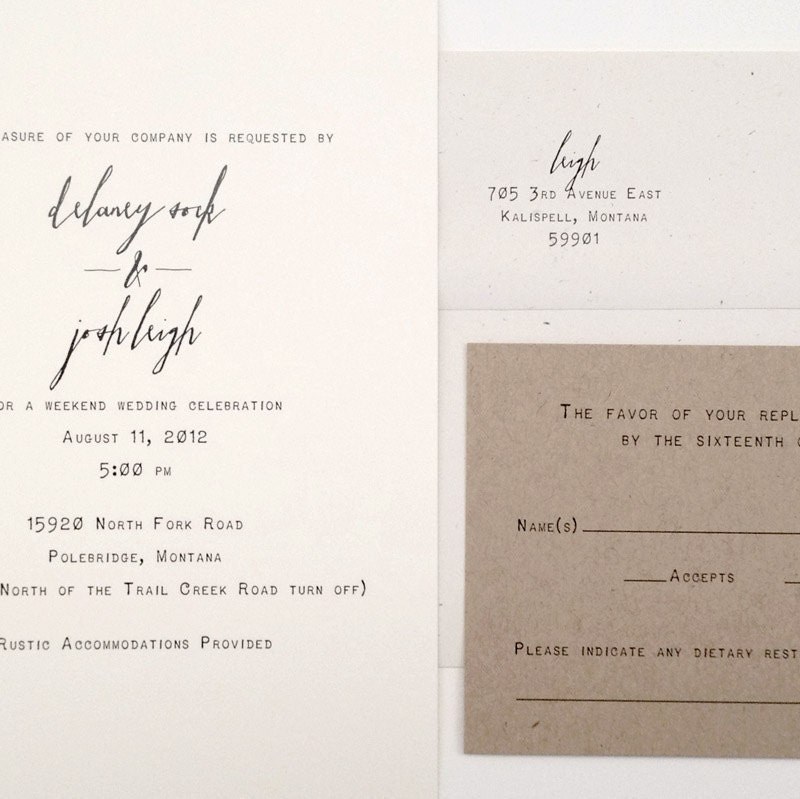 EASURE OF YOUR COMPANY IS REQUESTED BY
delaney sock
&
josh leigh
OR A WEEKEND WEDDING CELEBRATION
AUGUST 11, 2012
5:00 PM
15920 NORTH FORK ROAD
POLEBRIDGE, MONTANA
NORTH OF THE TRAIL CREEK ROAD TURN OFF)
RUSTIC ACCOMMODATIONS PROVIDED
leigh
705 3RD AVENUE EAST
KALISPELL, MONTANA
59901
THE FAVOR OF YOUR REPL
BY THE SIXTEENTH
NAME(S)
ACCEPTS
PLEASE INDICATE ANY DIETARY REST